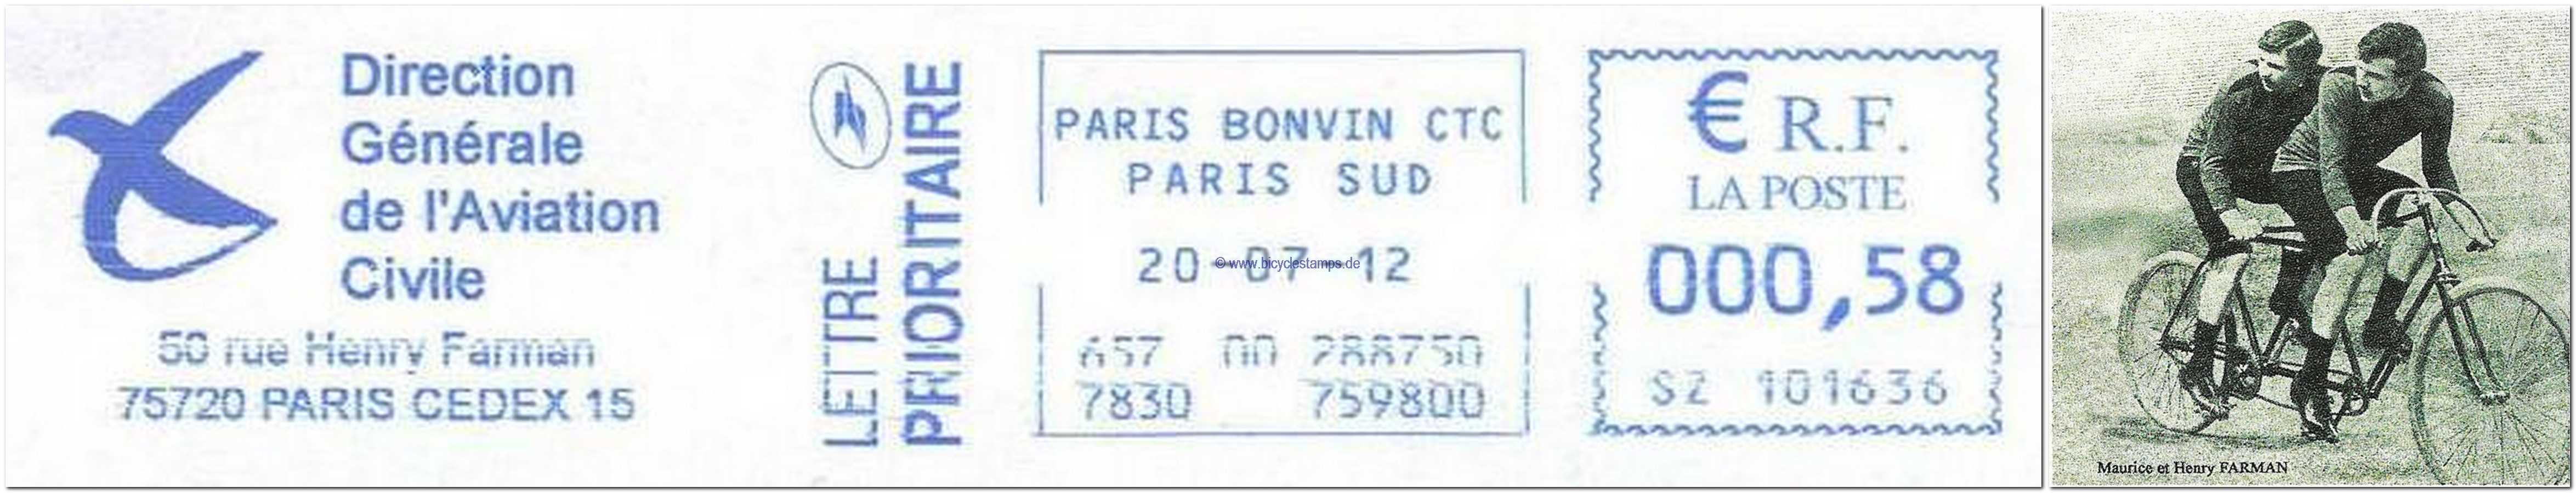 Direction
Générale
de l'Aviation
Civile
50 rue Henry Farman
75720 PARIS CEDEX 15
LETTRE
PRIORITAIRE
PARIS BONVIN CTC
PARIS SUD
20-07-12
© www.bicyclestamps.de
657 00 288750
7830 759800
€ R.F.
LA POSTE
000,58
SZ 101636
Maurice et Henry FARMAN